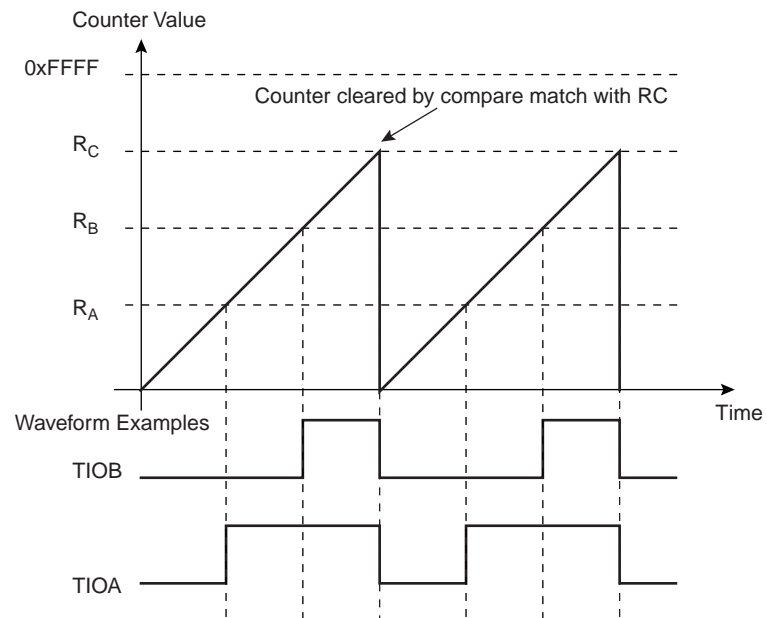 Counter Value
0xFFFF
Counter cleared by compare match with RC
RC
RB
RA
Time
Waveform Examples
TIOB
TIOA